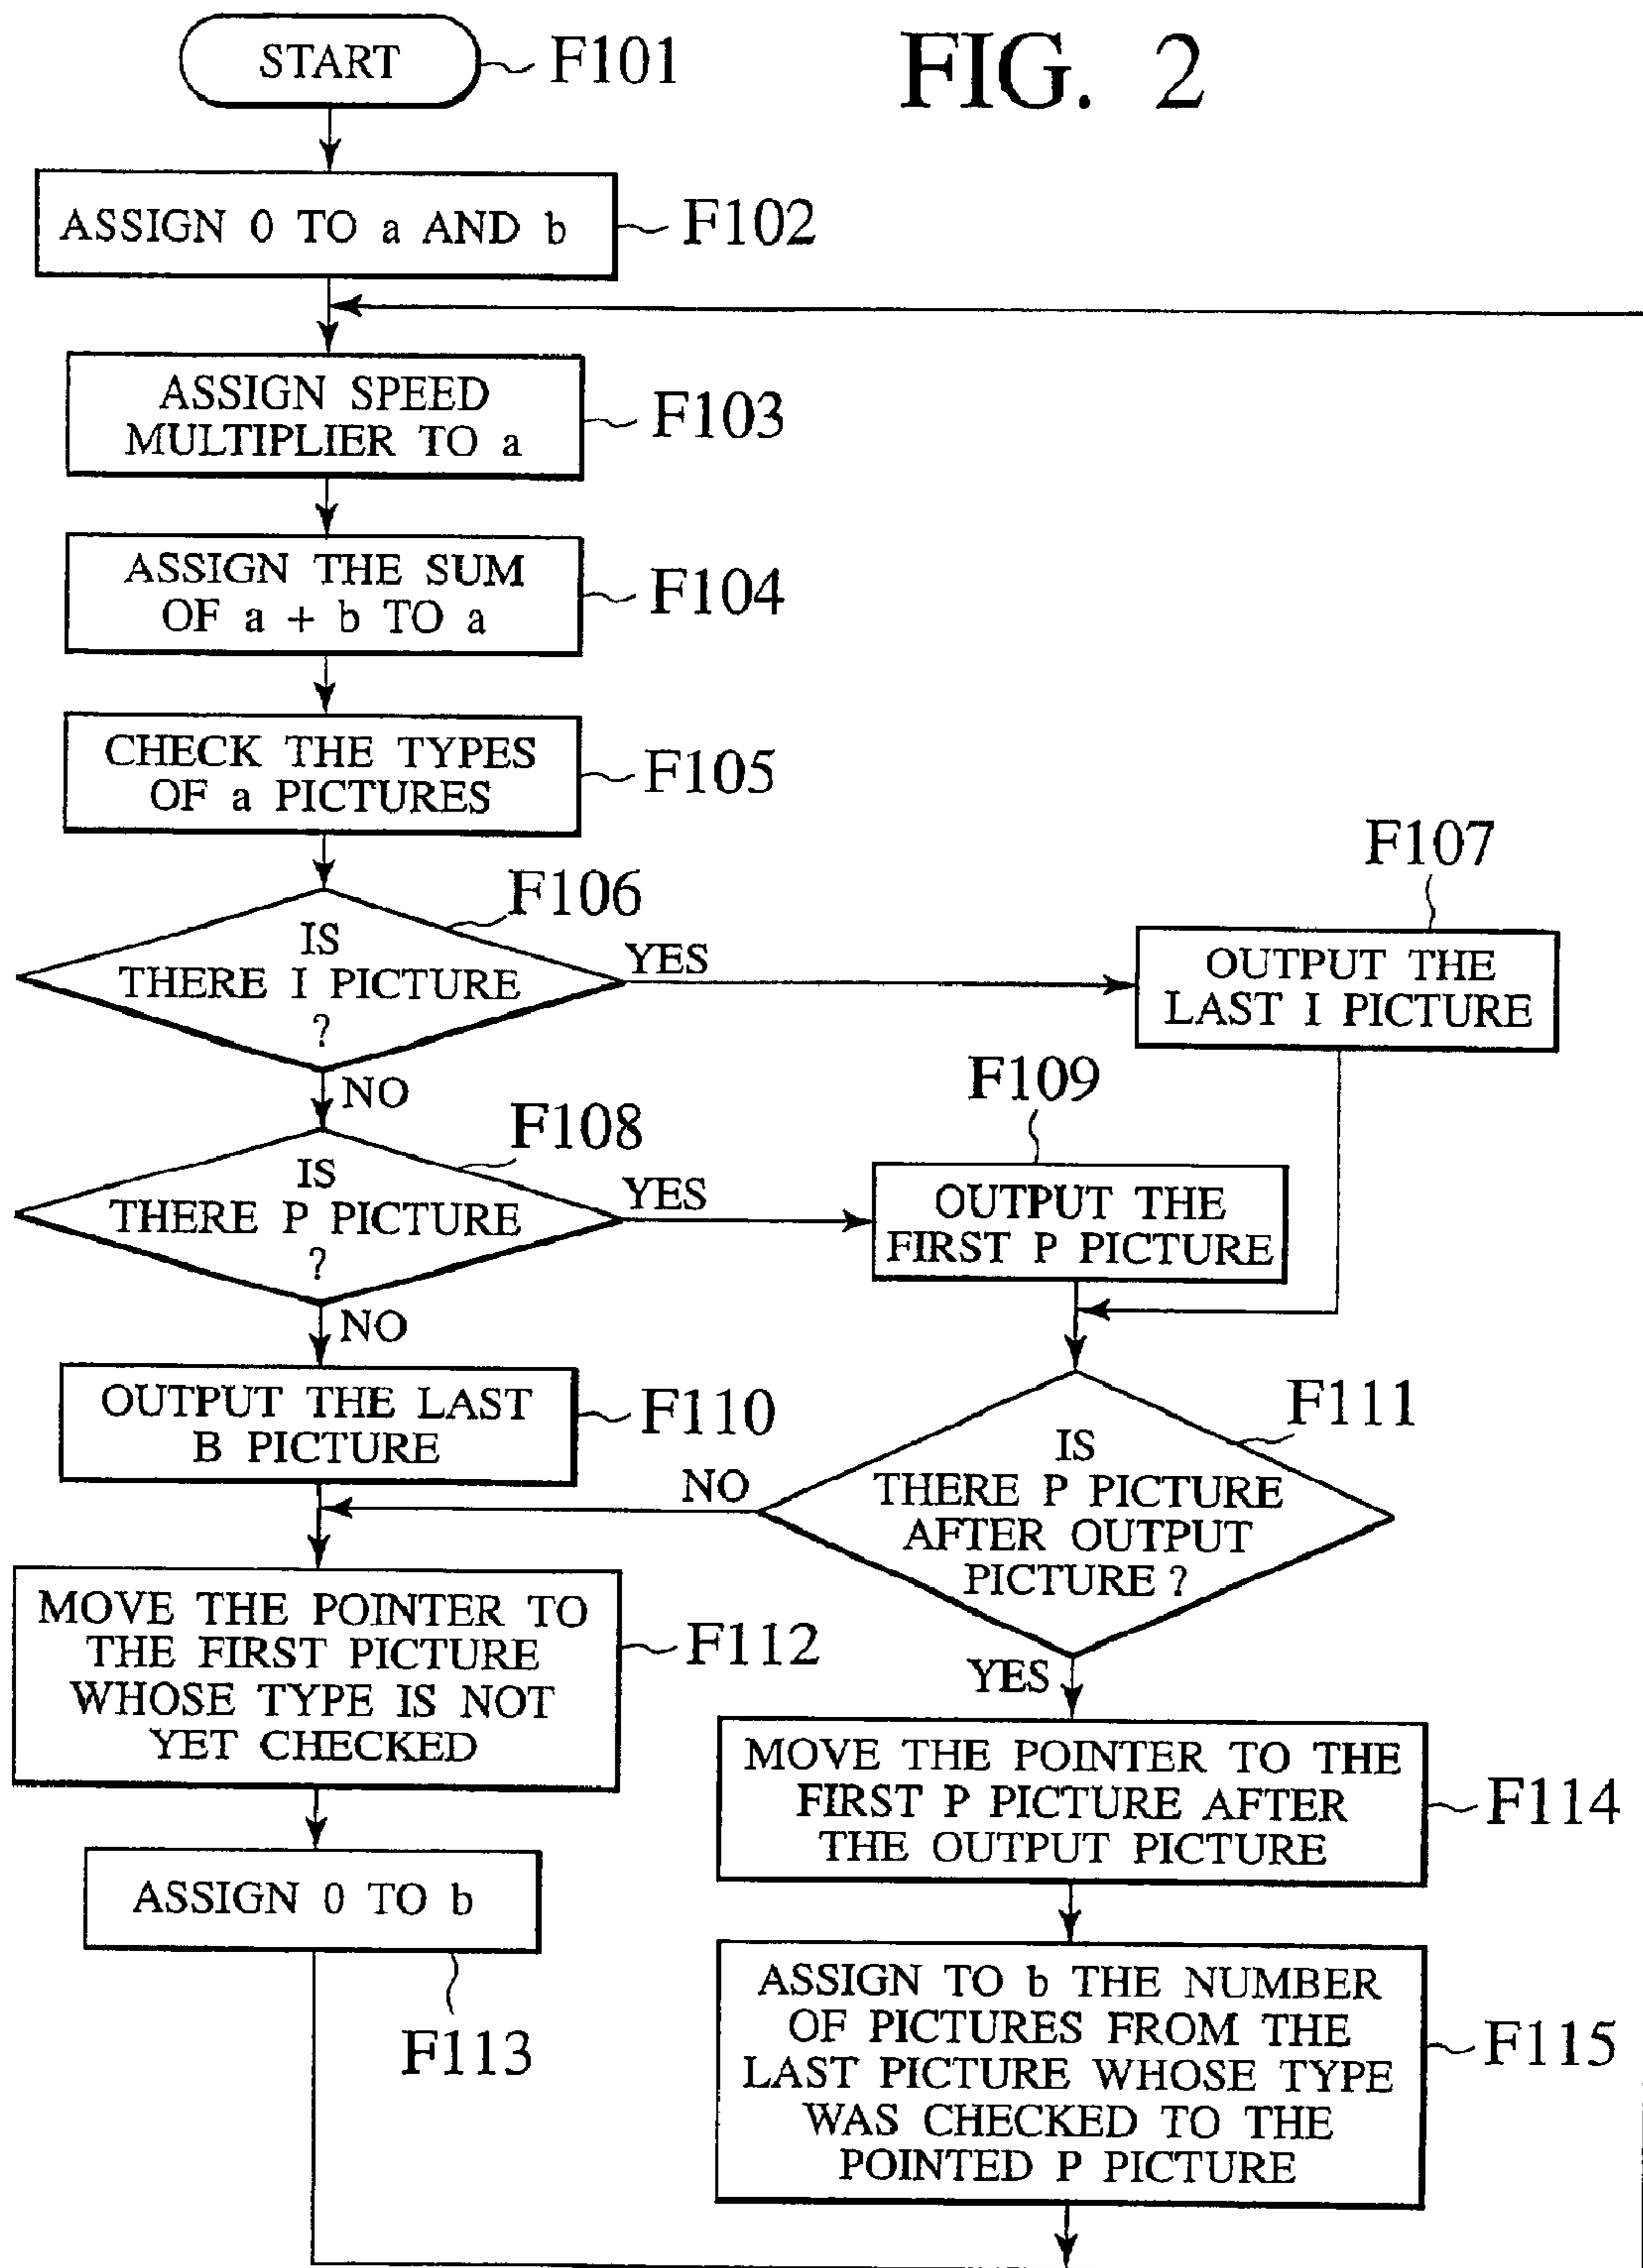 FIG. 2
START
F101
ASSIGN 0 TO a AND b
F102
ASSIGN SPEED
MULTIPLIER TO a
F103
ASSIGN THE SUM
OF a + b TO a
F104
CHECK THE TYPES
OF a PICTURES
F105
F106
IS
THERE I PICTURE
?
YES
NO
F107
OUTPUT THE
LAST I PICTURE
F108
IS
THERE P PICTURE
?
YES
NO
F109
OUTPUT THE
FIRST P PICTURE
OUTPUT THE LAST
B PICTURE
F110
F111
IS
THERE P PICTURE
AFTER OUTPUT
PICTURE ?
NO
YES
MOVE THE POINTER TO
THE FIRST PICTURE
WHOSE TYPE IS NOT
YET CHECKED
F112
ASSIGN 0 TO b
F113
MOVE THE POINTER TO THE
FIRST P PICTURE AFTER
THE OUTPUT PICTURE
F114
ASSIGN TO b THE NUMBER
OF PICTURES FROM THE
LAST PICTURE WHOSE TYPE
WAS CHECKED TO THE
POINTED P PICTURE
F115